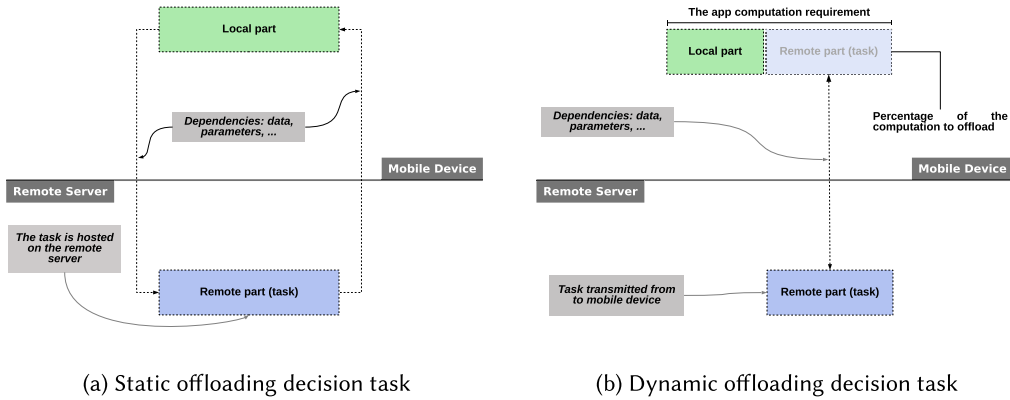 Local part
Dependencies: data,
parameters, ...
Mobile Device
Remote Server
The task is hosted
on the remote
server
Remote part (task)
(a) Static offloading decision task
The app computation requirement
Local part
Remote part (task)
Percentage of the
computation to offload
Dependencies: data,
parameters, ...
Mobile Device
Remote Server
Task transmitted from
to mobile device
Remote part (task)
(b) Dynamic offloading decision task